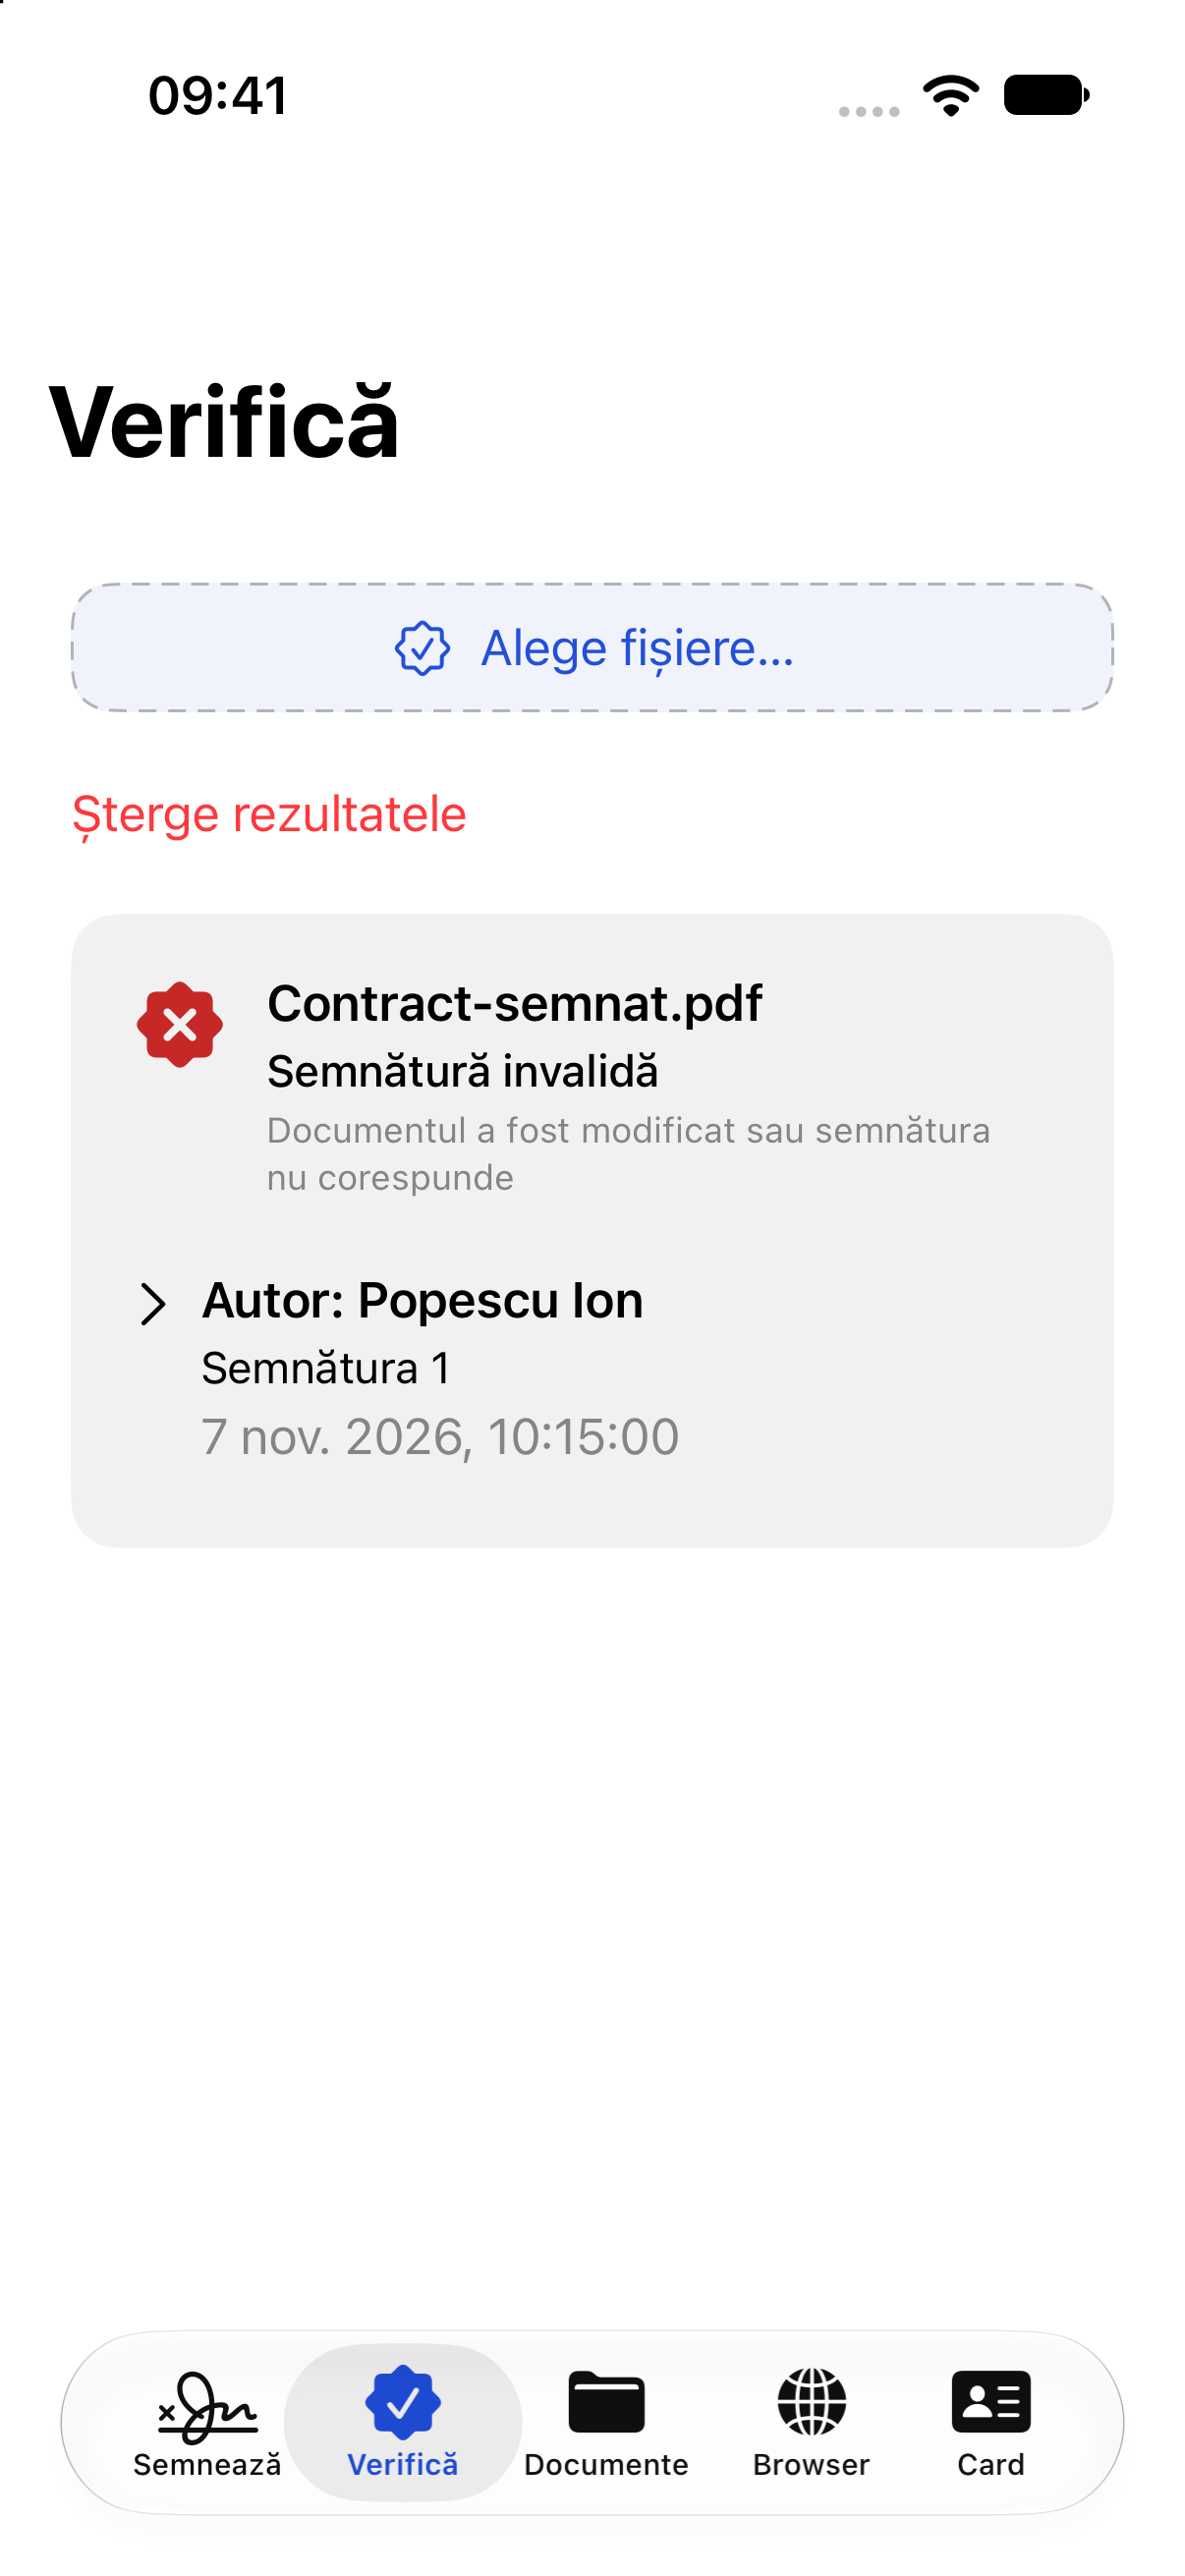 09:41
Verifică
Alege fișiere...
Șterge rezultatele
Contract-semnat.pdf
Semnătură invalidă
Documentul a fost modificat sau semnătura
nu corespunde
Autor: Popescu Ion
Semnătura 1
7 nov. 2026, 10:15:00
Semnează
Verifică
Documente
Browser
Card